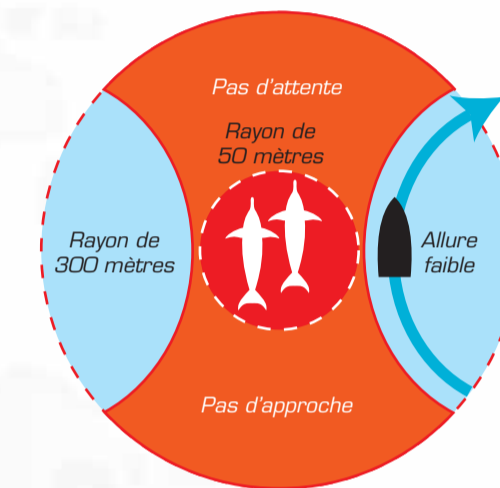 Pas d'attente
Rayon de
50 mètres
Rayon de
300 mètres
Allure
faible
Pas d'approche